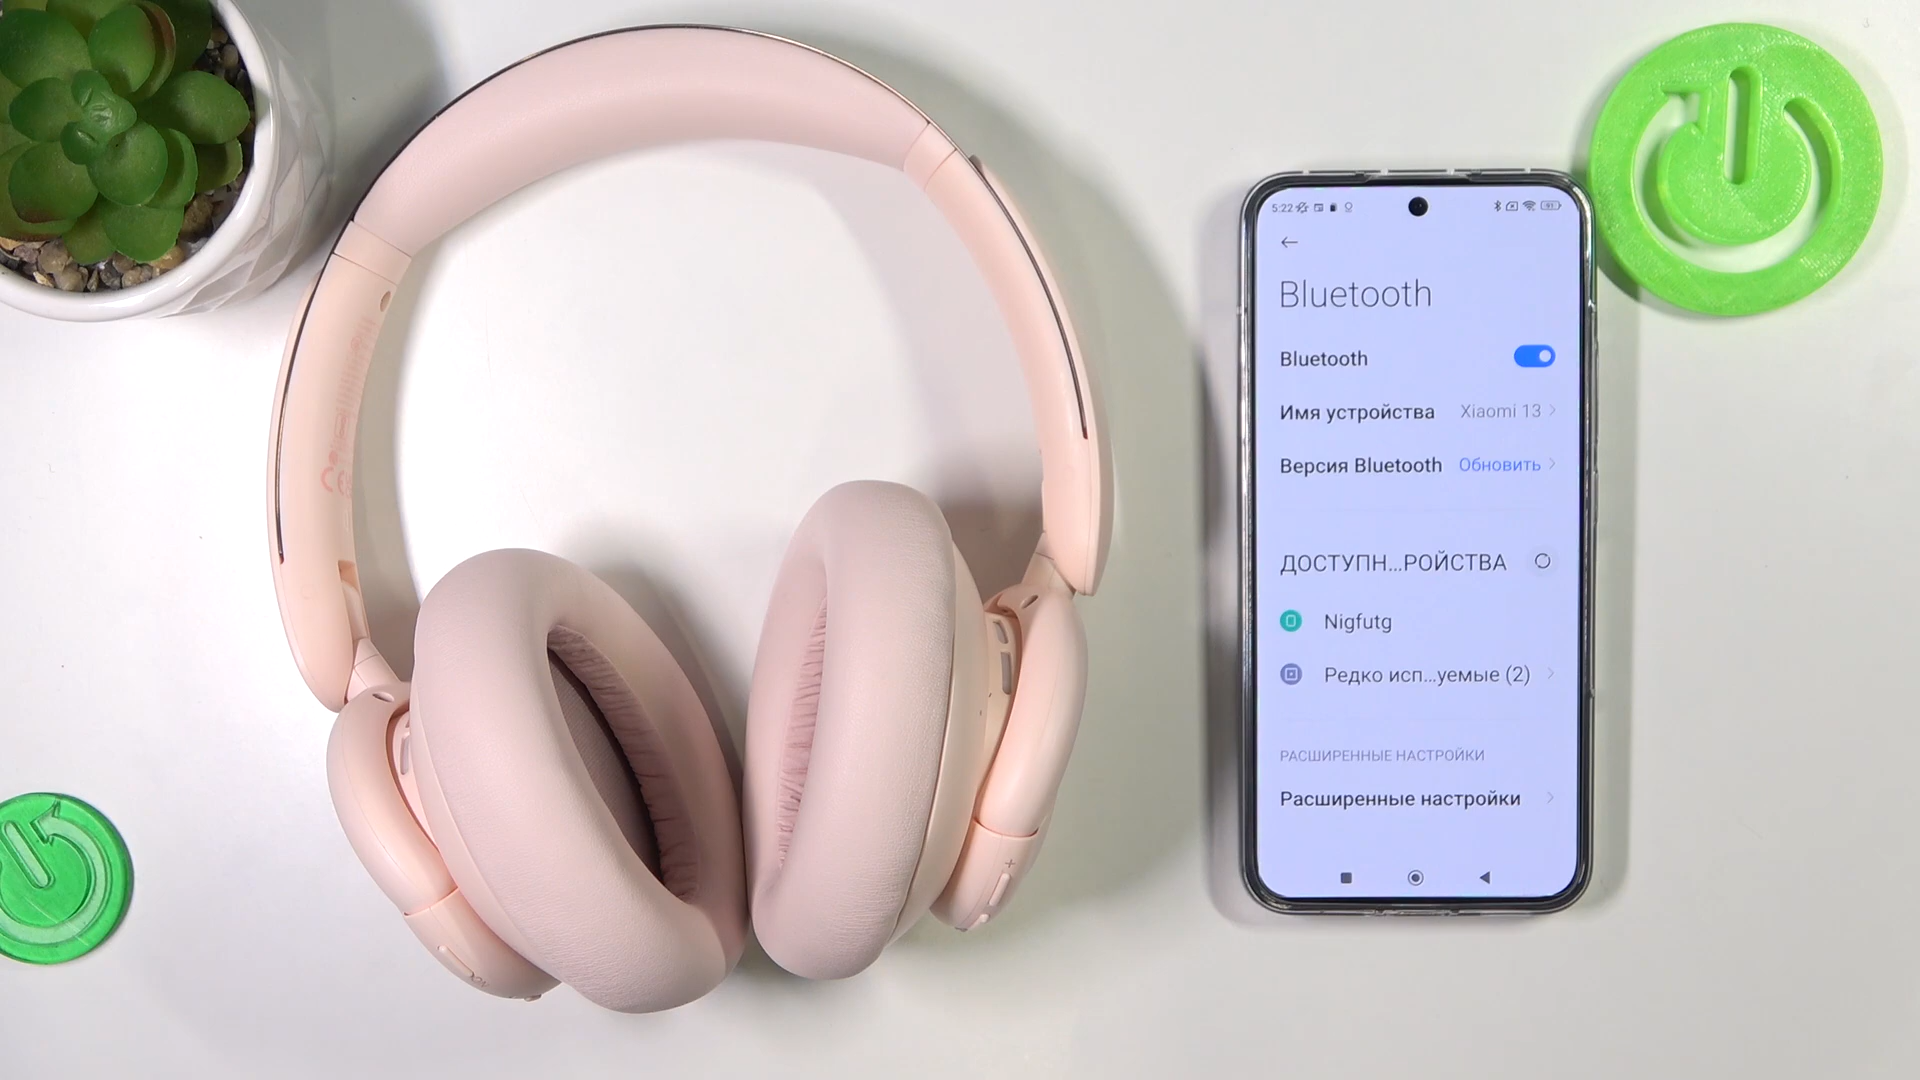 5:22
Bluetooth
Bluetooth
Имя устройства Xiaomi 13
Версия Bluetooth Обновить
ДОСТУПН...РОЙСТВА
Nigfutg
Редко исп...уемые (2)
РАСШИРЕННЫЕ НАСТРОЙКИ
Расширенные настройки